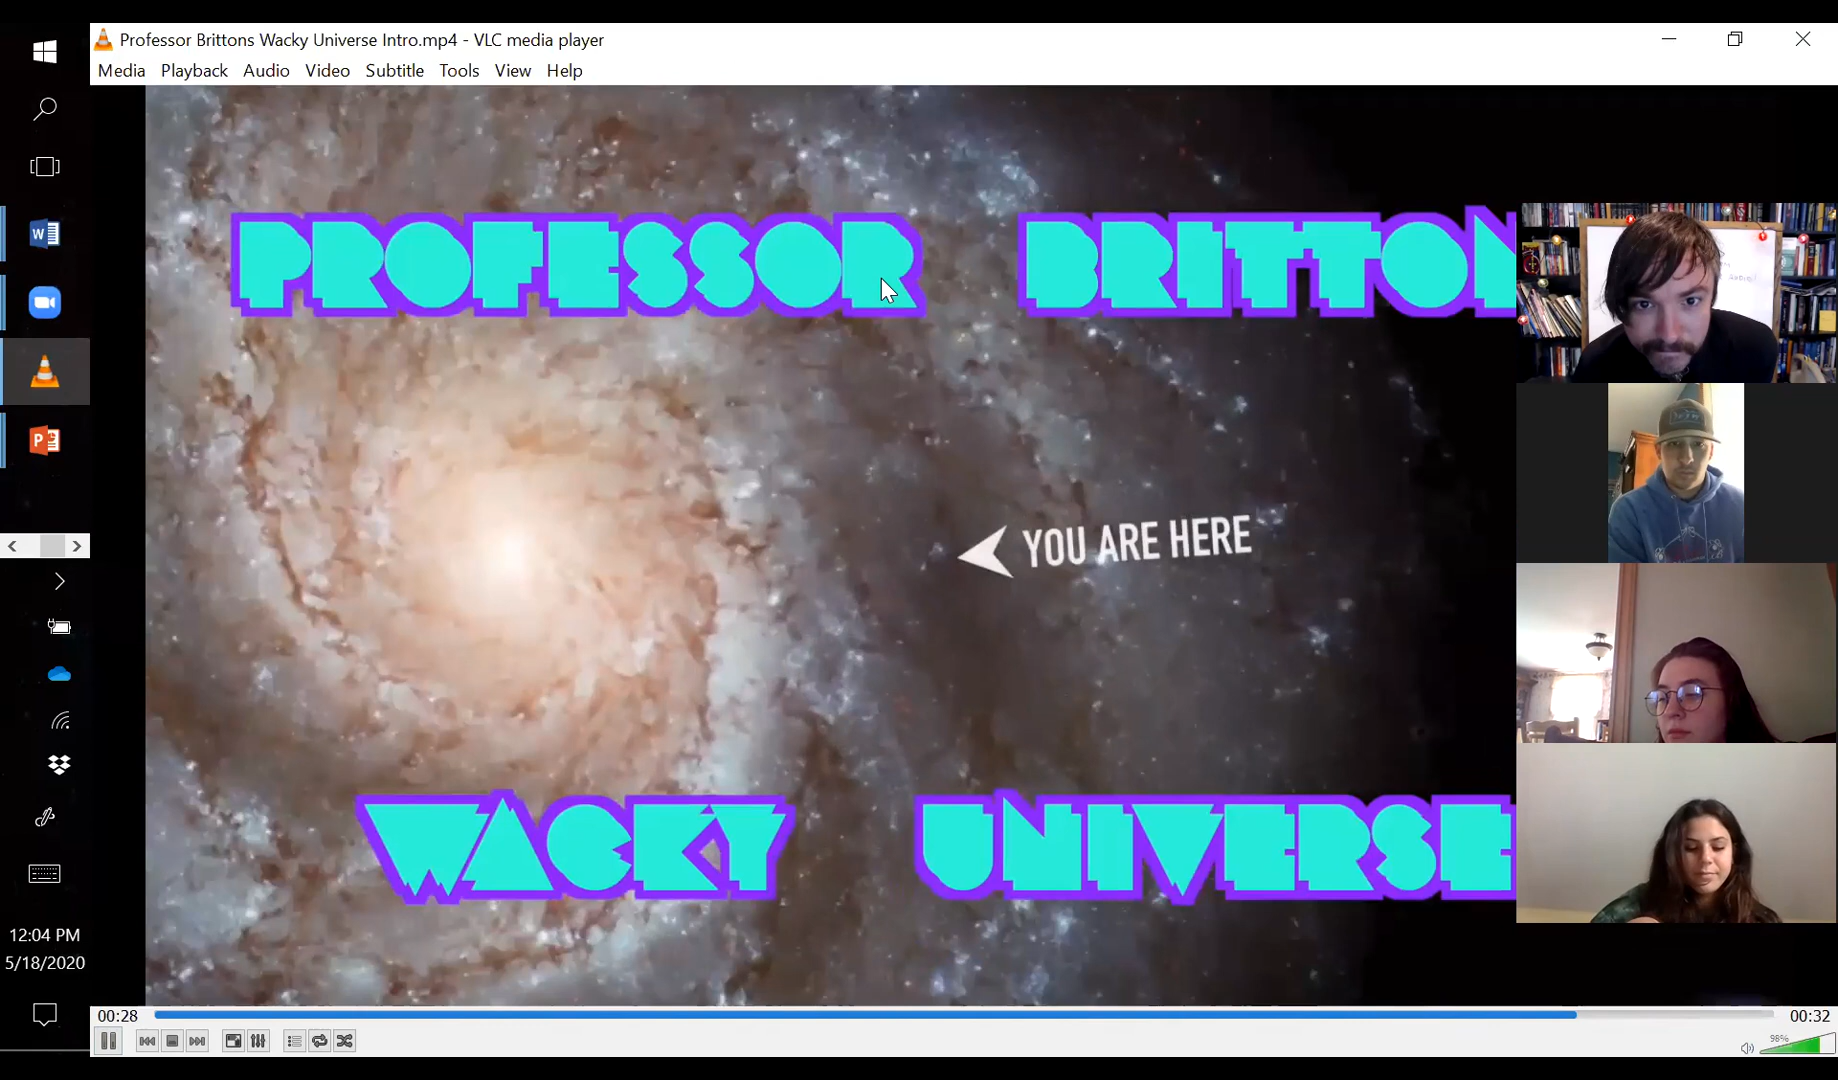 Professor Brittons Wacky Universe Intro.mp4 - VLC media player
Media Playback Audio Video Subtitle Tools View Help
PROFESSOR BRITTON
YOU ARE HERE
WACKY UNIVERSE
12:04 PM
5/18/2020
00:28
00:32
98%